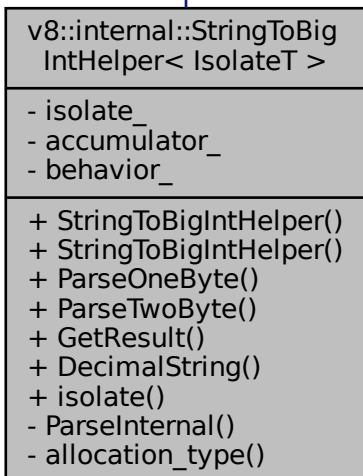 v8::internal::StringToBig
IntHelper< IsolateT >
- isolate_
- accumulator_
- behavior_
+ StringToBigIntHelper()
+ StringToBigIntHelper()
+ ParseOneByte()
+ ParseTwoByte()
+ GetResult()
+ DecimalString()
+ isolate()
- ParseInternal()
- allocation_type()